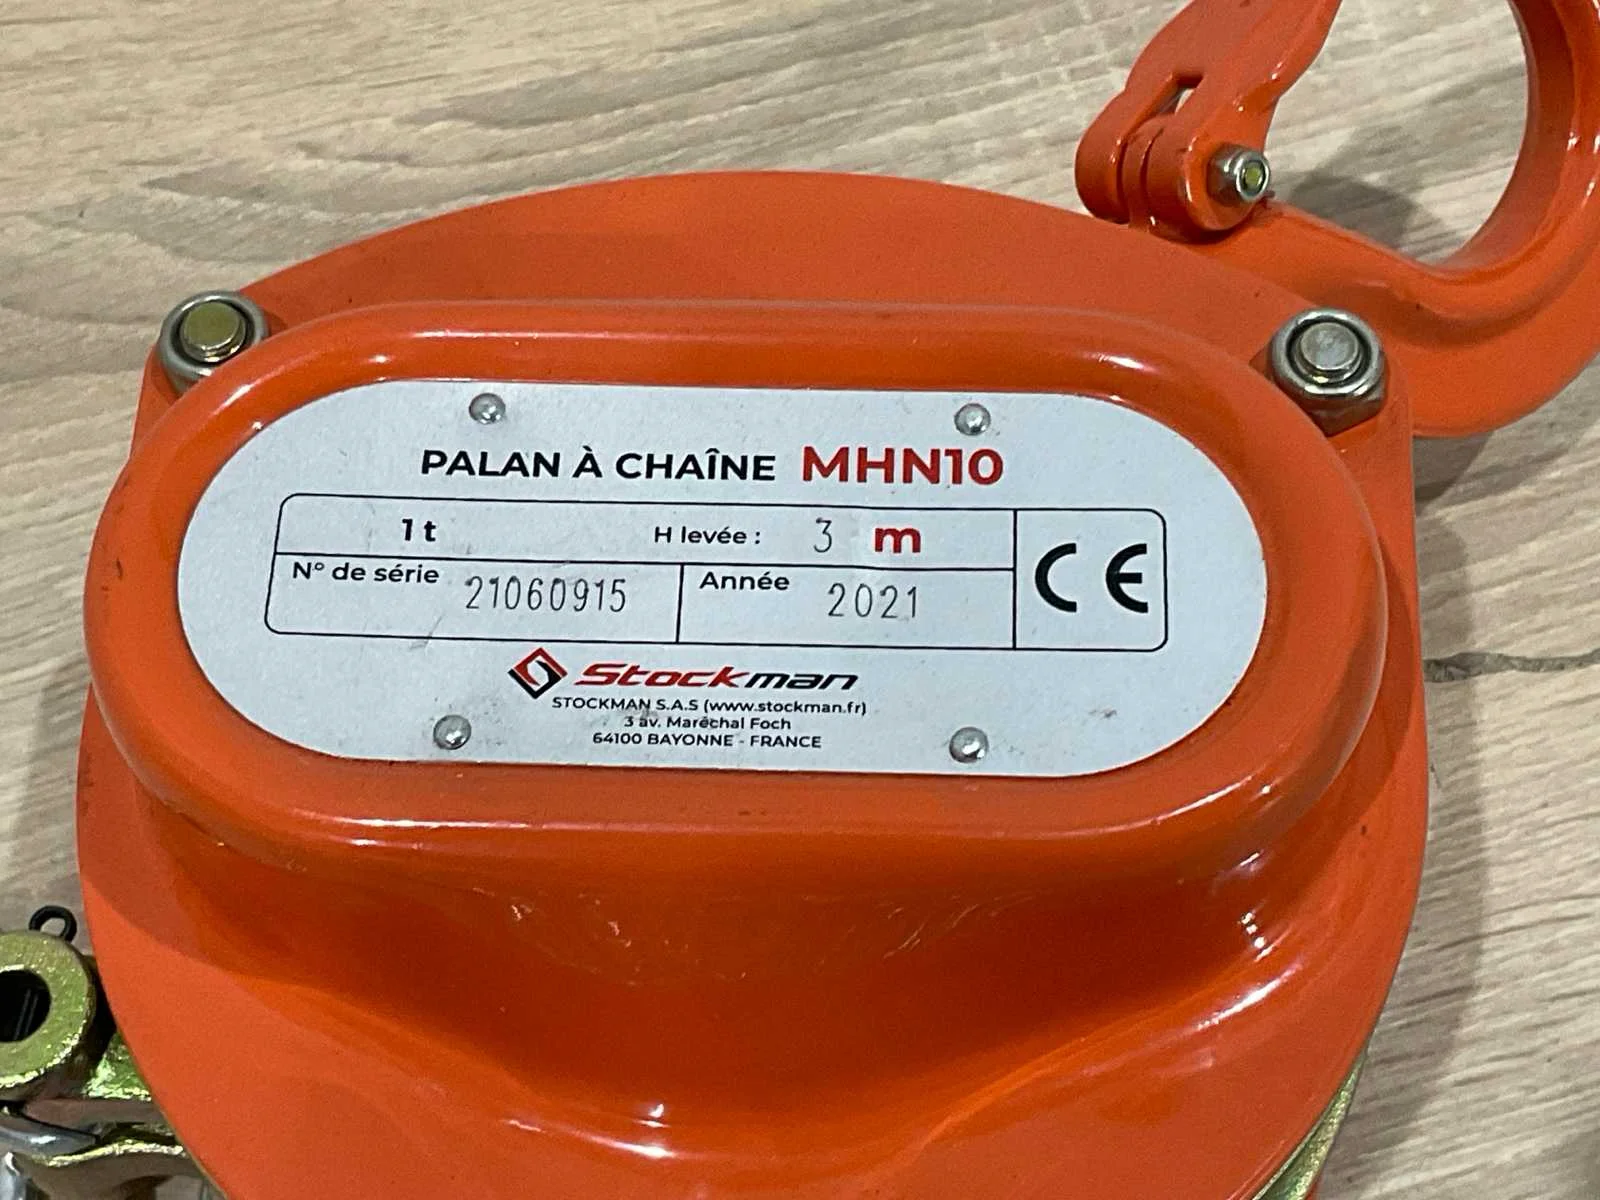 PALAN À CHAÎNE MHN10
1 t H levée : 3 m
N° de série 21060915 Année 2021
CE
Stockman
STOCKMAN S.A.S (www.stockman.fr)
3 av. Maréchal Foch
64100 BAYONNE - FRANCE